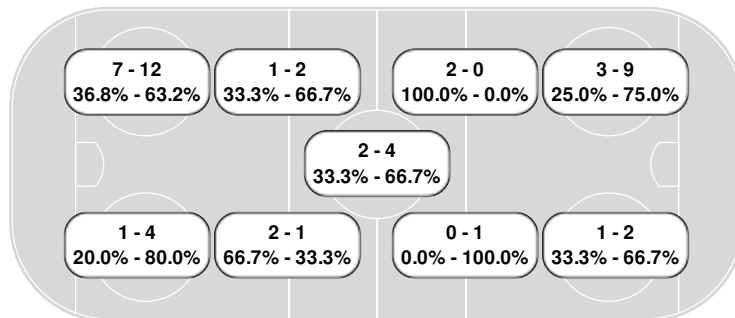 7 - 12
36.8% - 63.2%
1 - 2
33.3% - 66.7%
2 - 0
100.0% - 0.0%
3 - 9
25.0% - 75.0%
2 - 4
33.3% - 66.7%
1 - 4
20.0% - 80.0%
2 - 1
66.7% - 33.3%
0 - 1
0.0% - 100.0%
1 - 2
33.3% - 66.7%